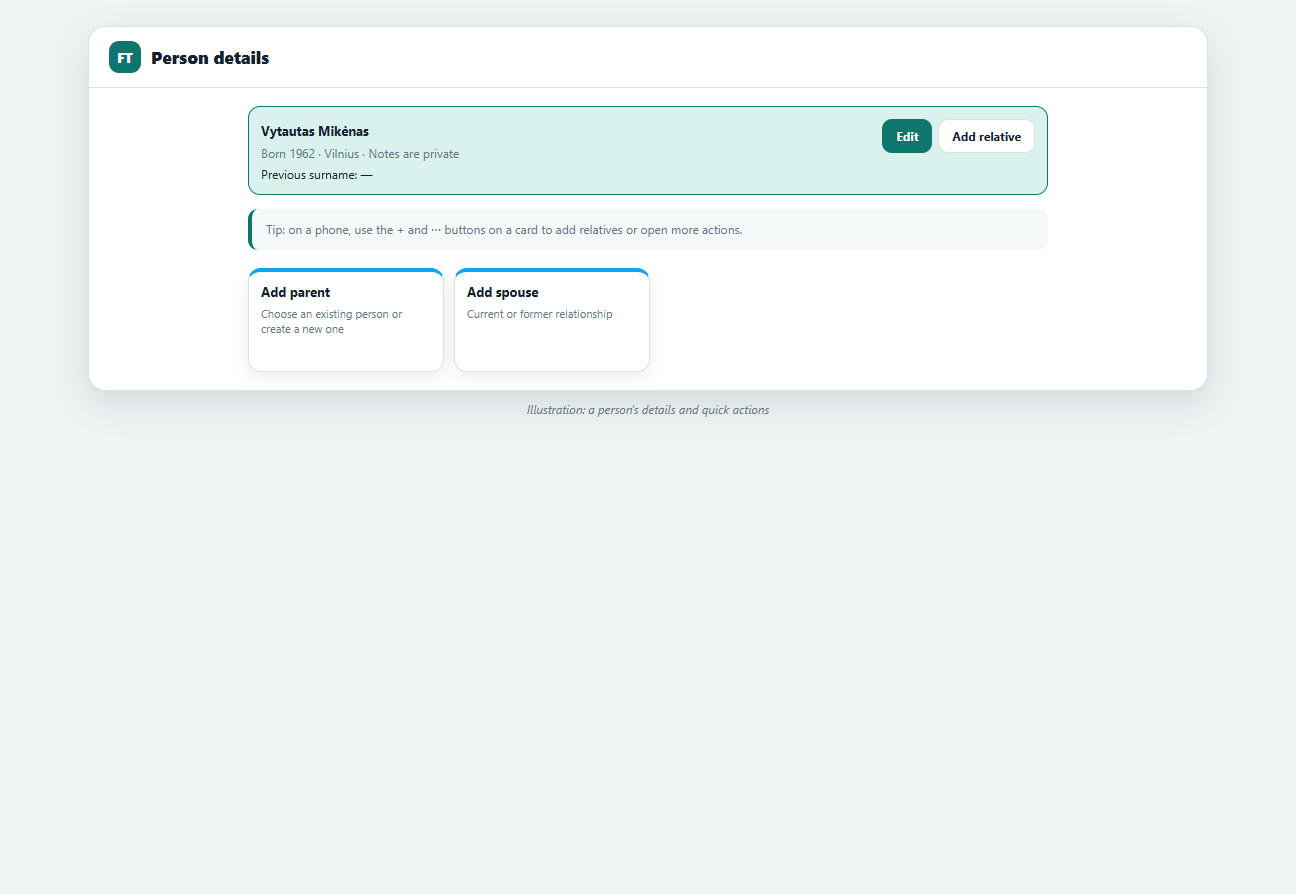 FT Person details
Vytautas Mikėnas
Edit
Add relative
Born 1962 · Vilnius · Notes are private
Previous surname: —
Tip: on a phone, use the + and ··· buttons on a card to add relatives or open more actions.
Add parent
Choose an existing person or
create a new one
Add spouse
Current or former relationship
Illustration: a person's details and quick actions